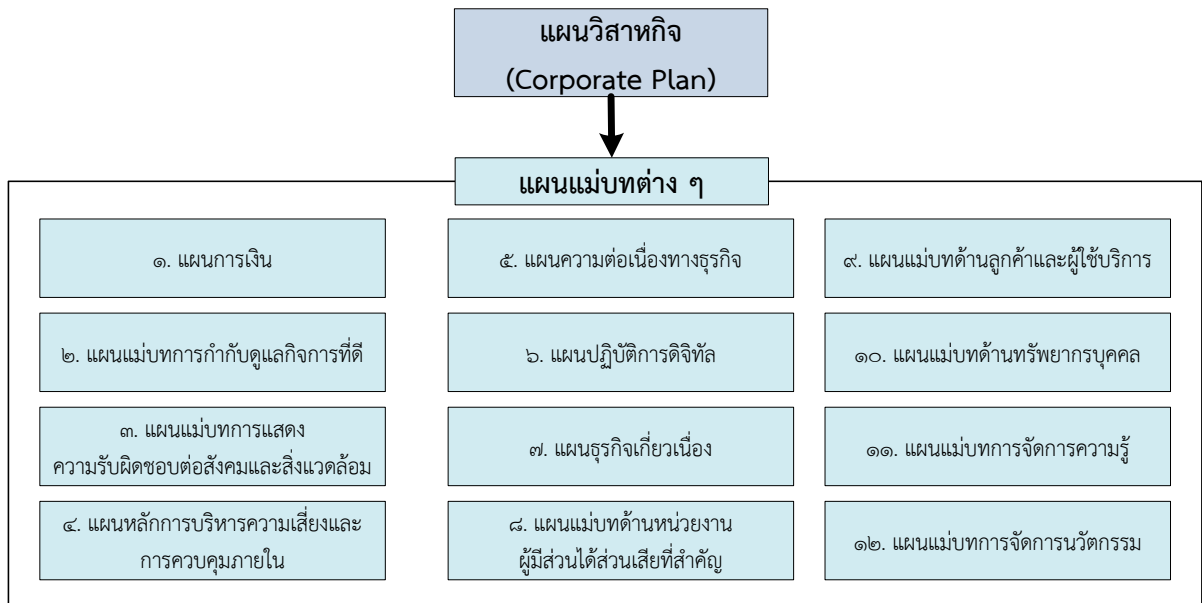 แผนวิสาหกิจ
(Corporate Plan)
แผนแม่บทต่าง ๆ
๑. แผนการเงิน
๒. แผนแม่บทการกำกับดูแลกิจการที่ดี
๓. แผนแม่บทการแสดง
ความรับผิดชอบต่อสังคมและสิ่งแวดล้อม
๔. แผนหลักการบริหารความเสี่ยงและ
การควบคุมภายใน
๕. แผนความต่อเนื่องทางธุรกิจ
๖. แผนปฏิบัติการดิจิทัล
๗. แผนธุรกิจเกี่ยวเนื่อง
๘. แผนแม่บทด้านหน่วยงาน
ผู้มีส่วนได้ส่วนเสียที่สำคัญ
๙. แผนแม่บทด้านลูกค้าและผู้ใช้บริการ
๑๐. แผนแม่บทด้านทรัพยากรบุคคล
๑๑. แผนแม่บทการจัดการความรู้
๑๒. แผนแม่บทการจัดการนวัตกรรม